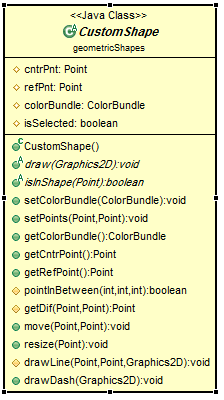 <<Java Class>>
CustomShape
geometricShapes
cntrPnt: Point
refPnt: Point
colorBundle: ColorBundle
isSelected: boolean
CustomShape()
draw(Graphics2D):void
isInShape(Point):boolean
setColorBundle(ColorBundle):void
setPoints(Point,Point):void
getColorBundle():ColorBundle
getCntrPoint():Point
getRefPoint():Point
pointInBetween(int,int,int):boolean
getDif(Point,Point):Point
move(Point,Point):void
resize(Point):void
drawLine(Point,Point,Graphics2D):void
drawDash(Graphics2D):void